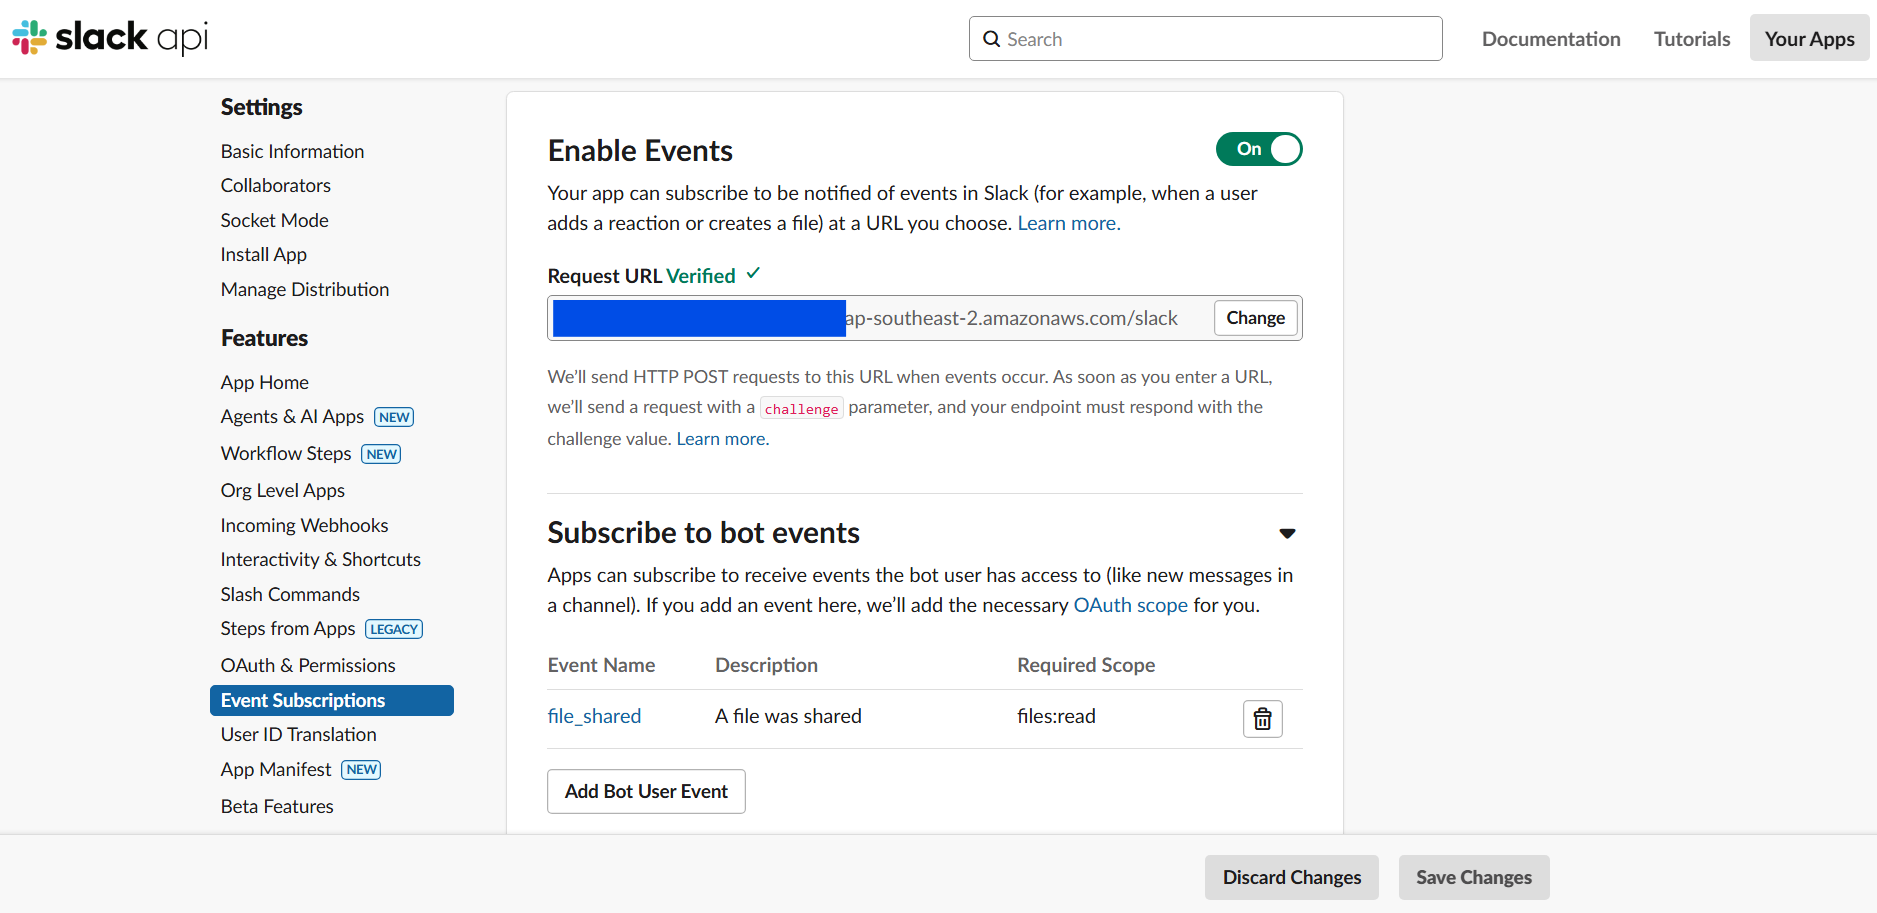 slack api
Search
Documentation
Tutorials
Your Apps
Settings
Basic Information
Collaborators
Socket Mode
Install App
Manage Distribution
Features
App Home
Agents & AI Apps NEW
Workflow Steps NEW
Org Level Apps
Incoming Webhooks
Interactivity & Shortcuts
Slash Commands
Steps from Apps LEGACY
OAuth & Permissions
Event Subscriptions
User ID Translation
App Manifest NEW
Beta Features
Enable Events
On
Your app can subscribe to be notified of events in Slack (for example, when a user
adds a reaction or creates a file) at a URL you choose. Learn more.
Request URL Verified ✓
ap-southeast-2.amazonaws.com/slack
Change
We’ll send HTTP POST requests to this URL when events occur. As soon as you enter a URL,
we’ll send a request with a challenge parameter, and your endpoint must respond with the
challenge value. Learn more.
Subscribe to bot events
Apps can subscribe to receive events the bot user has access to (like new messages in
a channel). If you add an event here, we’ll add the necessary OAuth scope for you.
Event Name Description Required Scope
file_shared A file was shared files:read
Add Bot User Event
Discard Changes
Save Changes